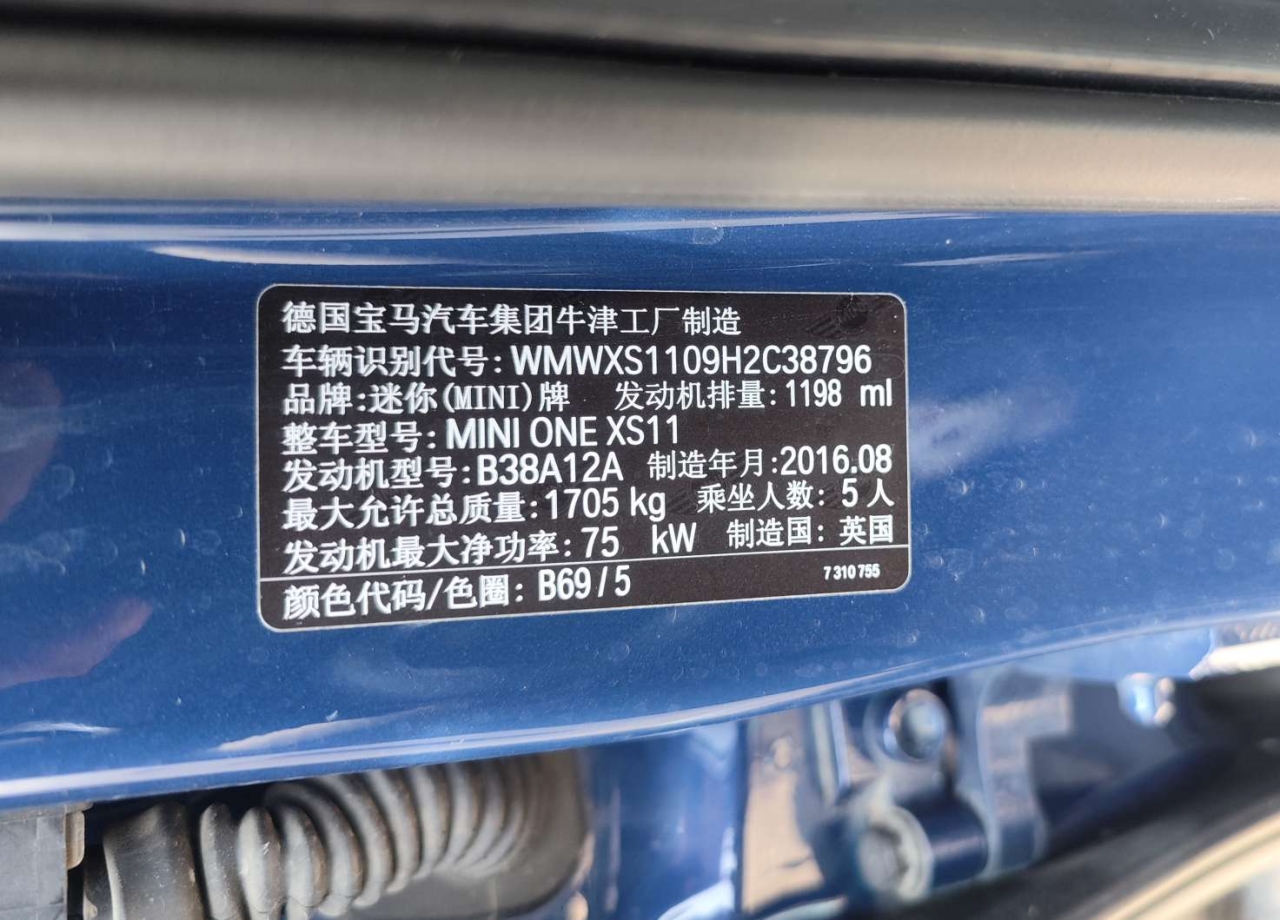 德国宝马汽车集团牛津工厂制造
车辆识别代号: WMWXS1109H2C38796
品牌:迷你(MINI)牌 发动机排量: 1198 ml
整车型号: MINI ONE XS11
发动机型号: B38A12A 制造年月:2016.08
最大允许总质量: 1705 kg 乘坐人数: 5 人
发动机最大净功率: 75 kW 制造国: 英国
颜色代码/色圈: B69 / 5 7 310 755